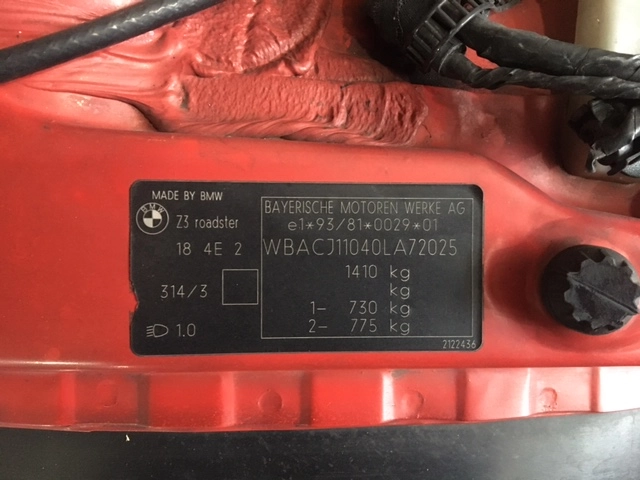 MADE BY BMW
BMW
Z3 roadster
18 4E 2
314/3
1.0
BAYERISCHE MOTOREN WERKE AG
e1*93/81*0029*01
WBACJ11040LA72025
1410 kg
kg
1- 730 kg
2- 775 kg
2122436